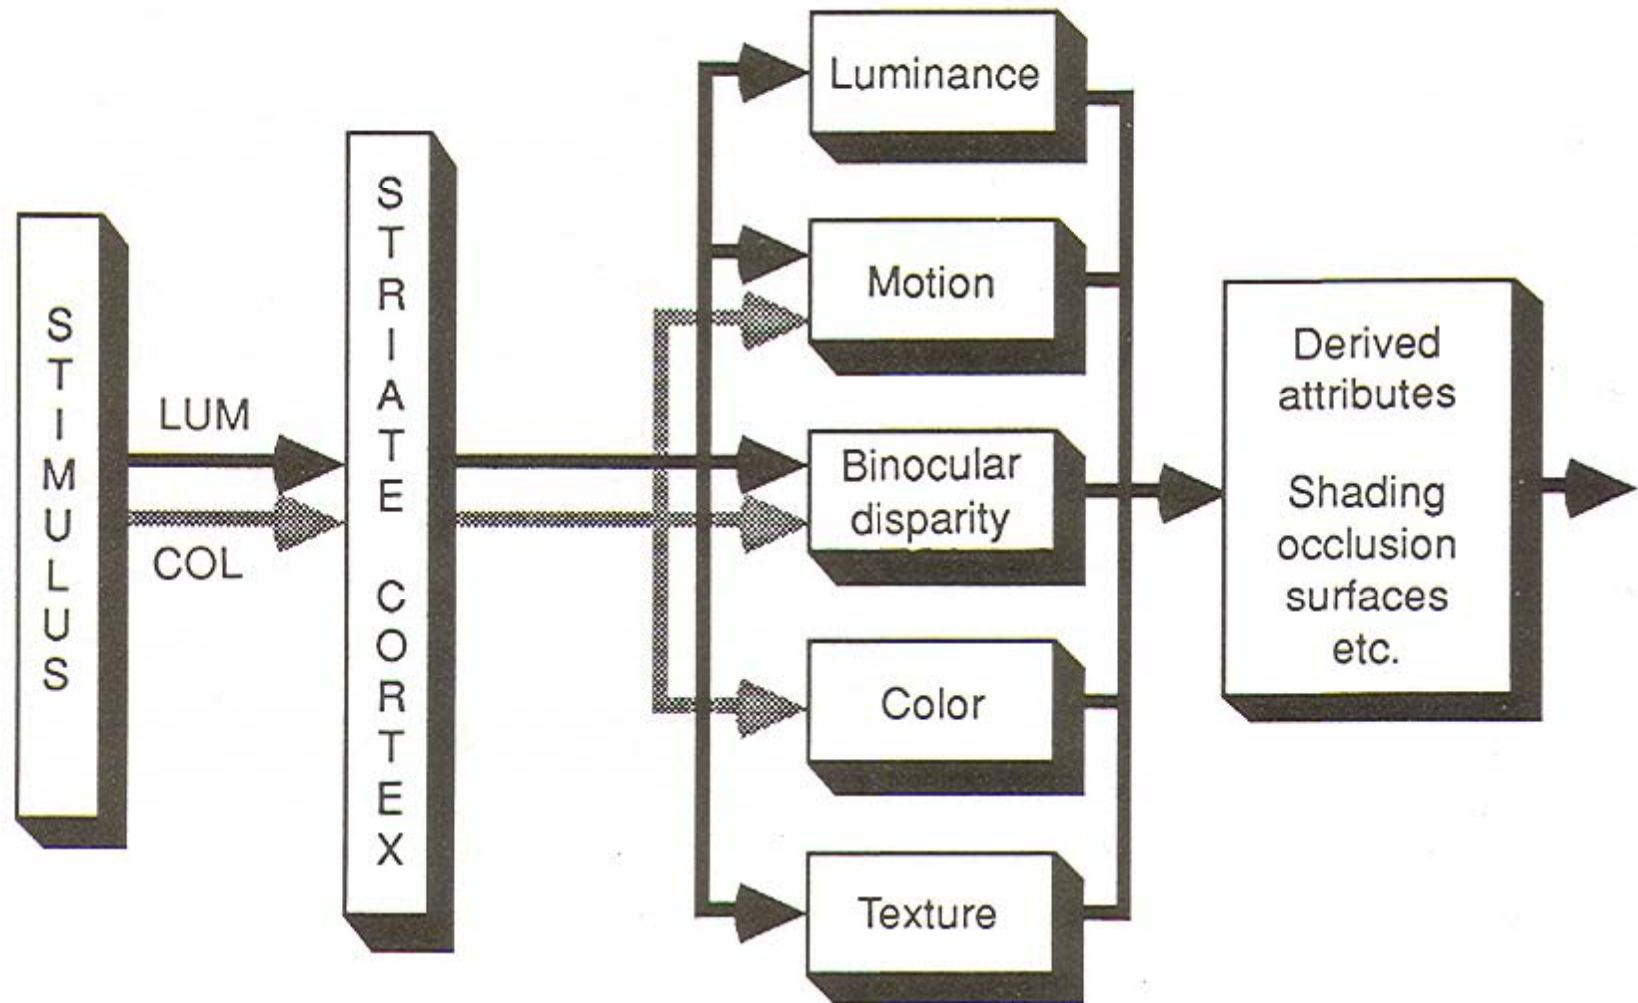 STIMULUS
LUM
COL
STRIATE CORTEX
Luminance
Motion
Binocular
disparity
Color
Texture
Derived
attributes
Shading
occlusion
surfaces
etc.